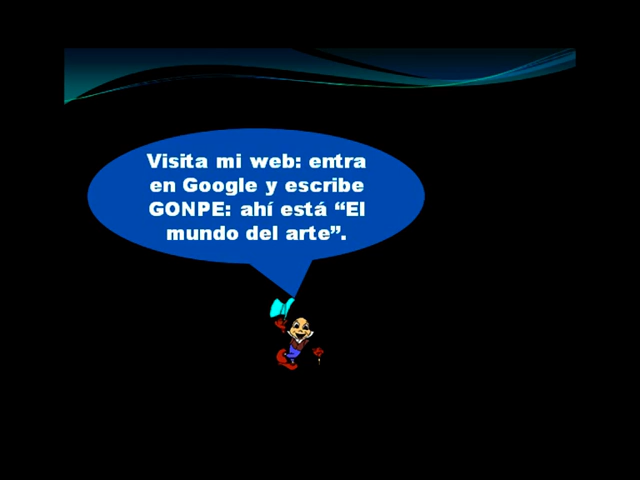 Visita mi web: entra
en Google y escribe
GONPE: ahí está “El
mundo del arte”.